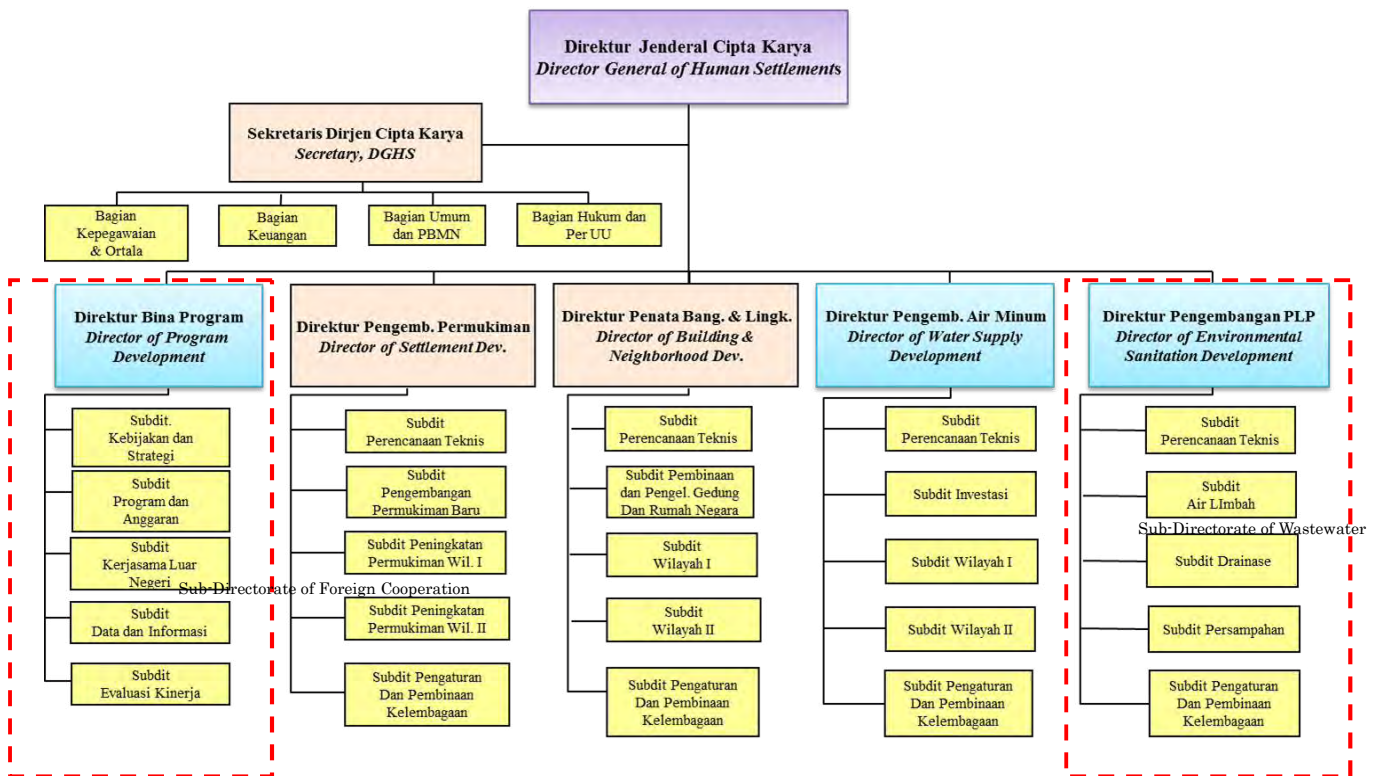 Direktur Jenderal Cipta Karya
Director General of Human Settlements
Sekretaris Dirjen Cipta Karya
Secretary, DGHS
Bagian
Kepegawaian
& Ortala
Bagian
Keuangan
Bagian Umum
dan PBMN
Bagian Hukum dan
Per UU
Direktur Bina Program
Director of Program
Development
Subdit.
Kebijakan dan
Strategi
Subdit
Program dan
Anggaran
Subdit
Kerjasama Luar
Negeri
Sub-Directorate of Foreign Cooperation
Subdit
Data dan Informasi
Subdit
Evaluasi Kinerja
Direktur Pengemb. Permukiman
Director of Settlement Dev.
Subdit
Perencanaan Teknis
Subdit
Pengembangan
Permukiman Baru
Subdit Peningkatan
Permukiman Wil. I
Subdit Peningkatan
Permukiman Wil. II
Subdit Pengaturan
Dan Pembinaan
Kelembagaan
Direktur Penata Bang. & Lingk.
Director of Building &
Neighborhood Dev.
Subdit
Perencanaan Teknis
Subdit Pembinaan
dan Pengel. Gedung
Dan Rumah Negara
Subdit
Wilayah I
Subdit
Wilayah II
Subdit Pengaturan
Dan Pembinaan
Kelembagaan
Direktur Pengemb. Air Minum
Director of Water Supply
Development
Subdit
Perencanaan Teknis
Subdit Investasi
Subdit Wilayah I
Subdit Wilayah II
Subdit Pengaturan
Dan Pembinaan
Kelembagaan
Direktur Pengembangan PLP
Director of Environmental
Sanitation Development
Subdit
Perencanaan Teknis
Subdit
Air LImbah
Sub-Directorate of Wastewater
Subdit Drainase
Subdit Persampahan
Subdit Pengaturan
Dan Pembinaan
Kelembagaan